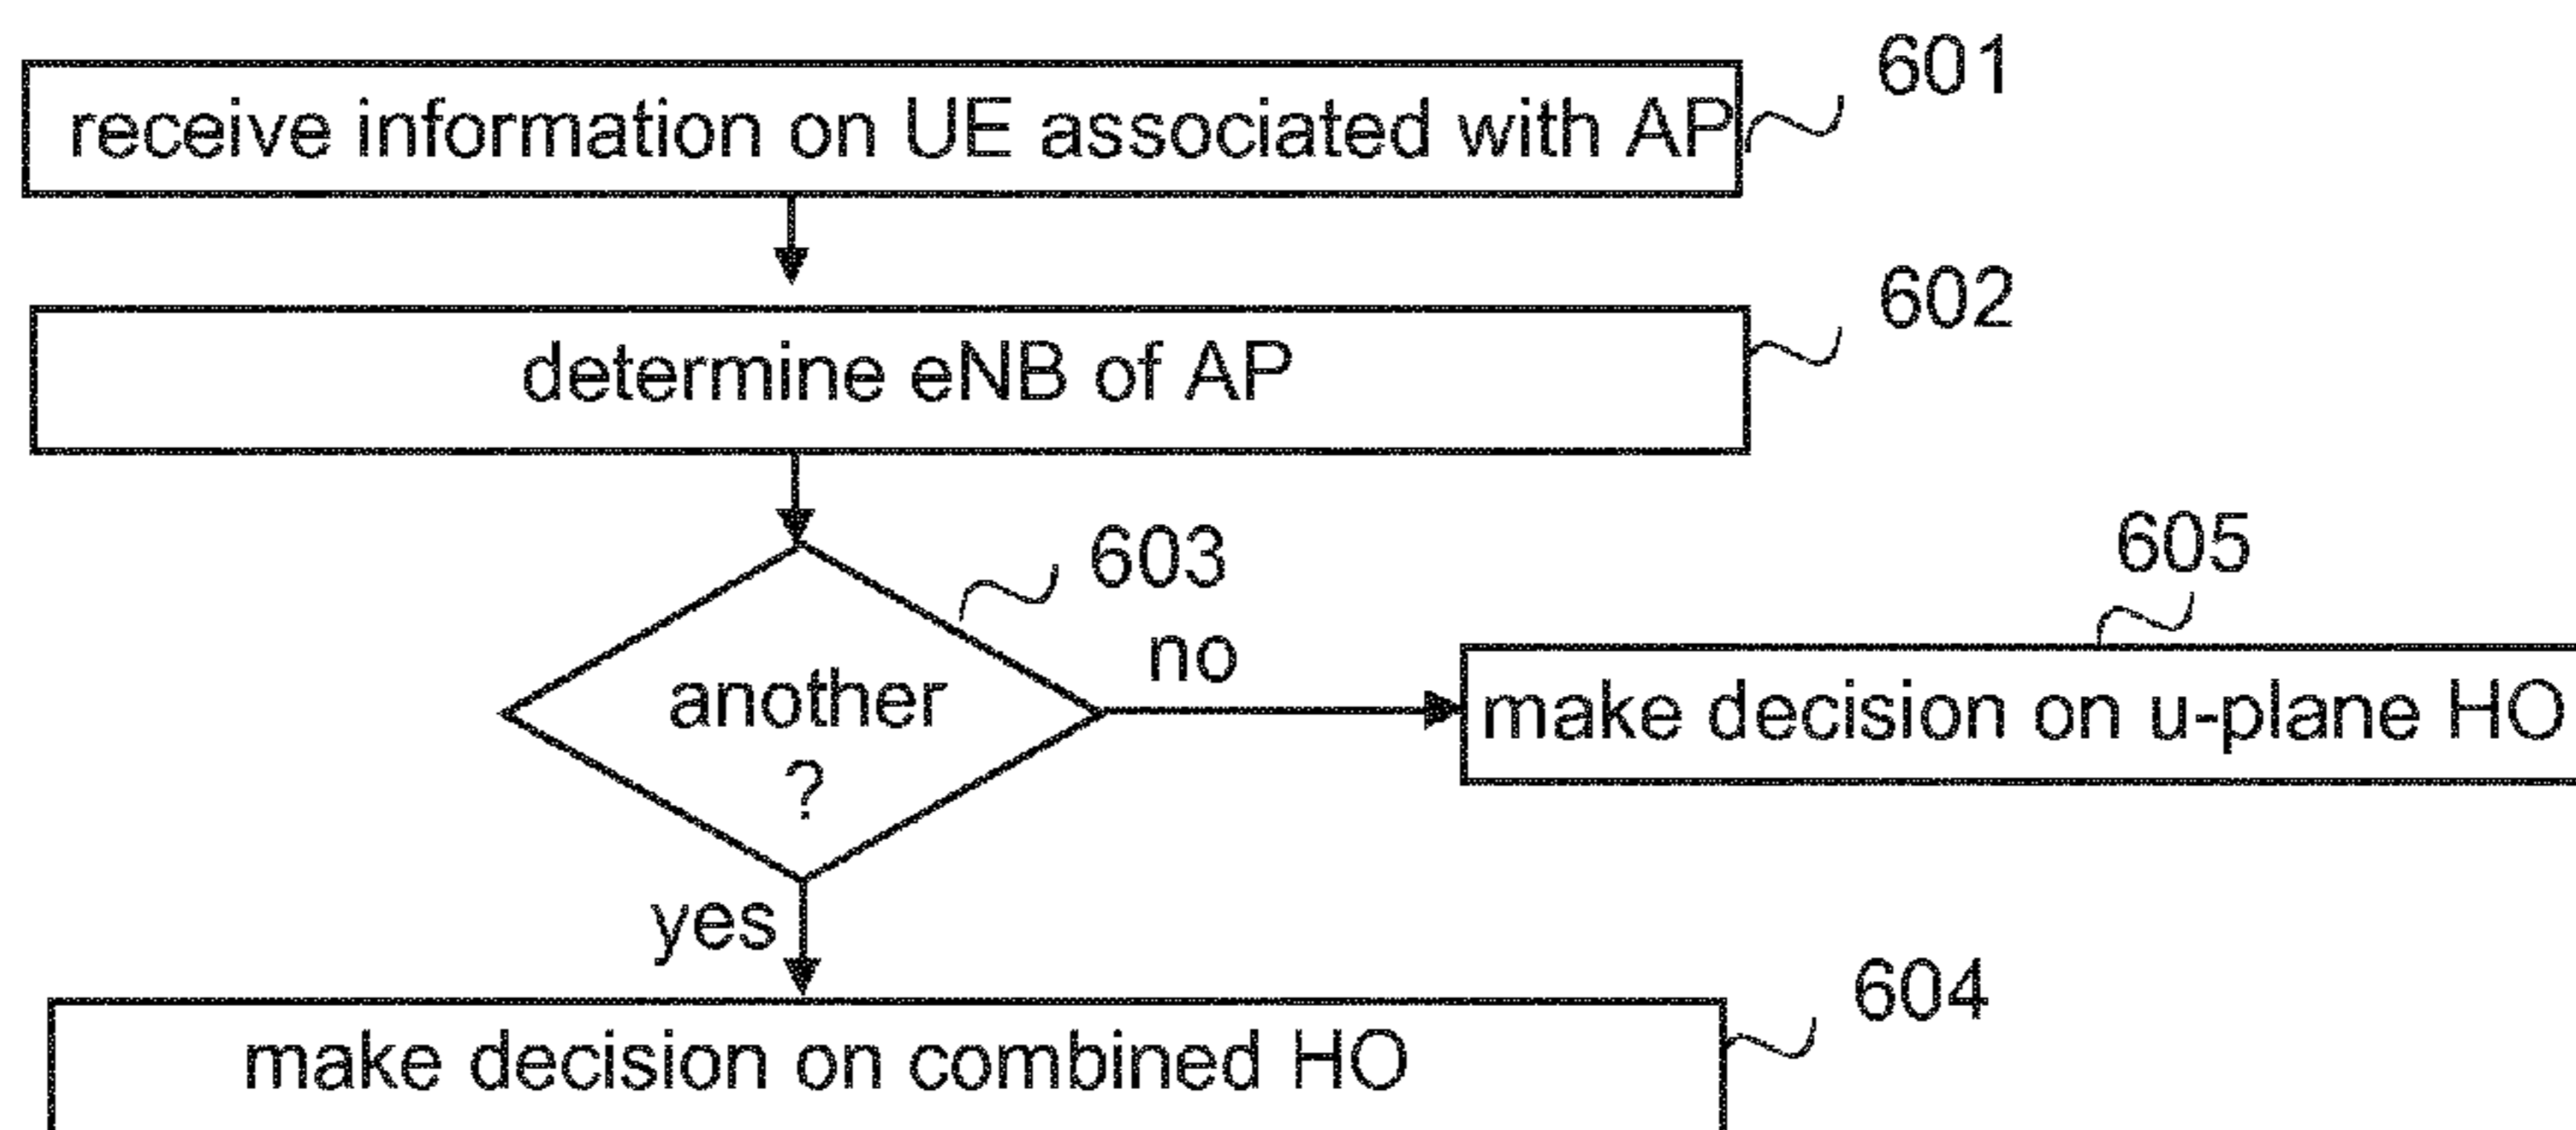 601
receive information on UE associated with AP
602
determine eNB of AP
603
605
no
another
?
make decision on u-plane HO
yes
604
make decision on combined HO